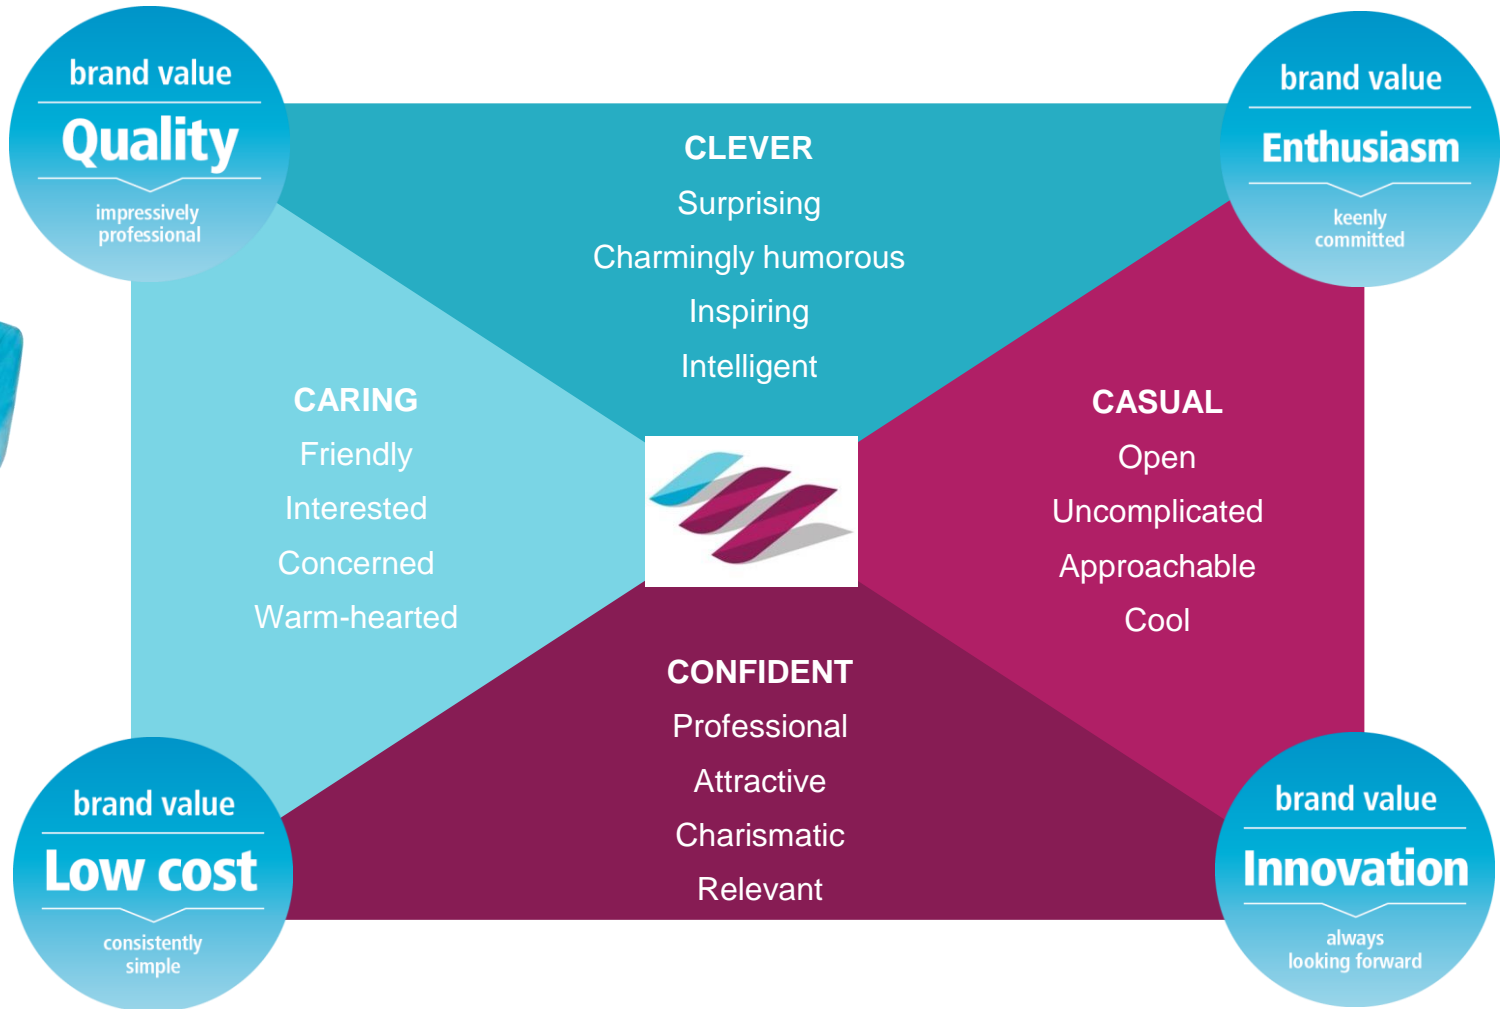 brand value
Quality
impressively
professional
brand value
Enthusiasm
keenly
committed
CLEVER
Surprising
Charmingly humorous
Inspiring
Intelligent
CARING
Friendly
Interested
Concerned
Warm-hearted
CASUAL
Open
Uncomplicated
Approachable
Cool
CONFIDENT
Professional
Attractive
Charismatic
Relevant
brand value
Low cost
consistently
simple
brand value
Innovation
always
looking forward